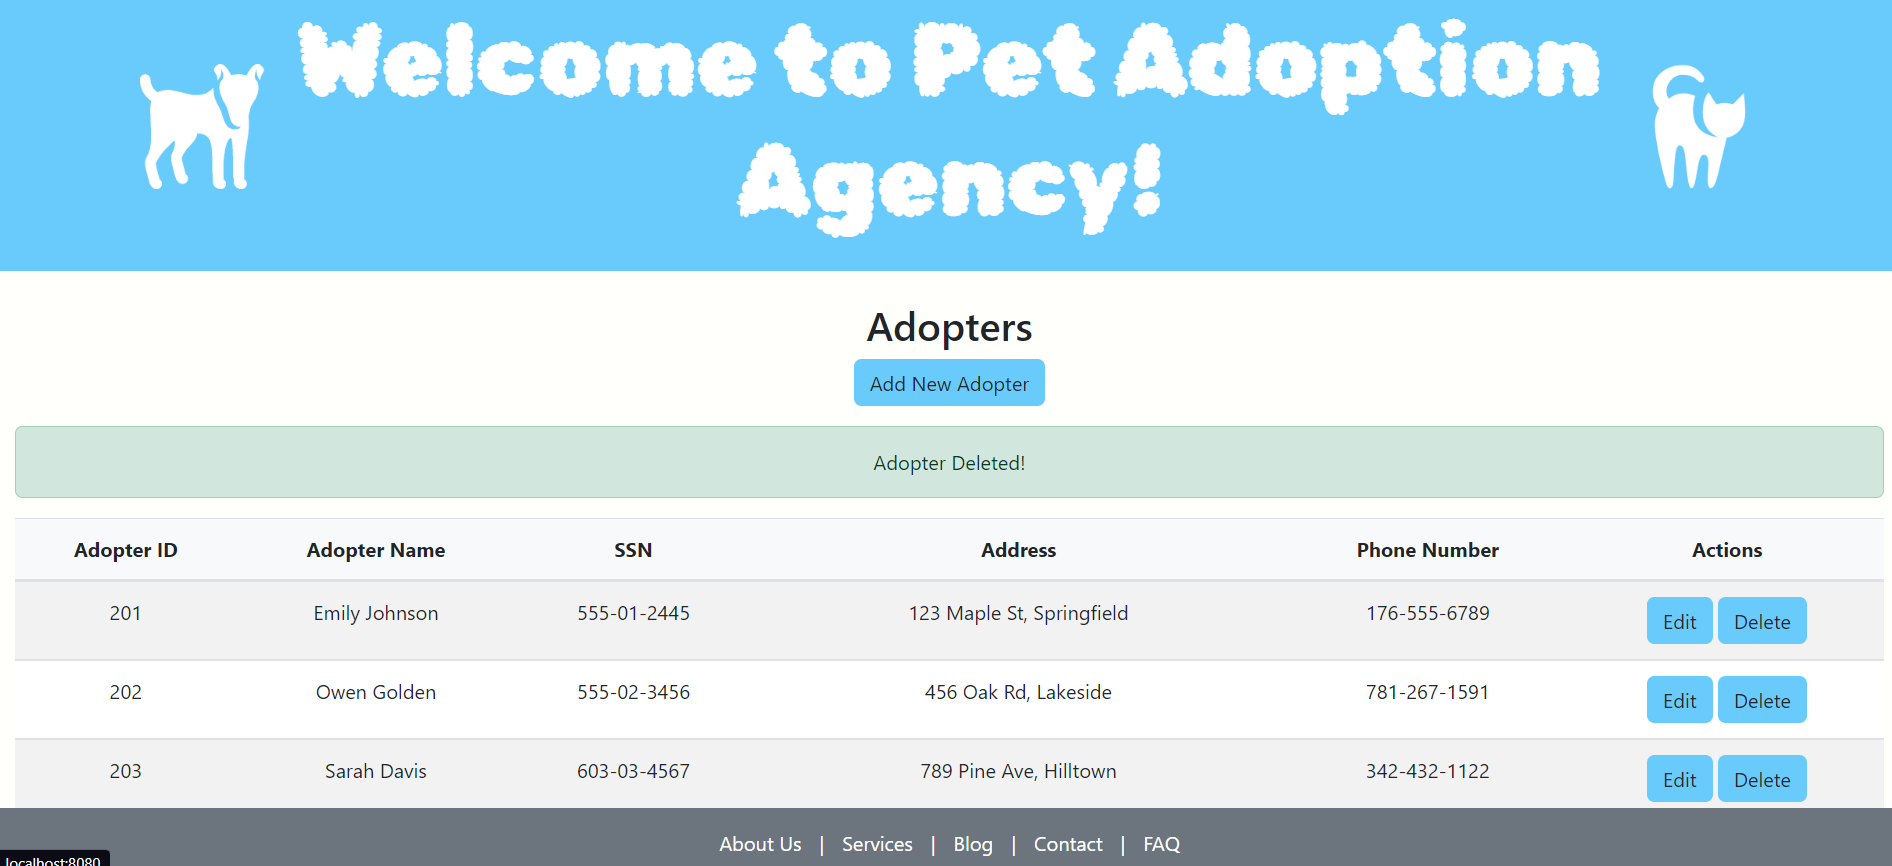 Welcome to Pet Adoption
Agency!
Adopters
Add New Adopter
Adopter Deleted!
Adopter ID Adopter Name SSN Address Phone Number Actions
201 Emily Johnson 555-01-2445 123 Maple St, Springfield 176-555-6789 Edit Delete
202 Owen Golden 555-02-3456 456 Oak Rd, Lakeside 781-267-1591 Edit Delete
203 Sarah Davis 603-03-4567 789 Pine Ave, Hilltown 342-432-1122 Edit Delete
About Us | Services | Blog | Contact | FAQ
localhost:8080